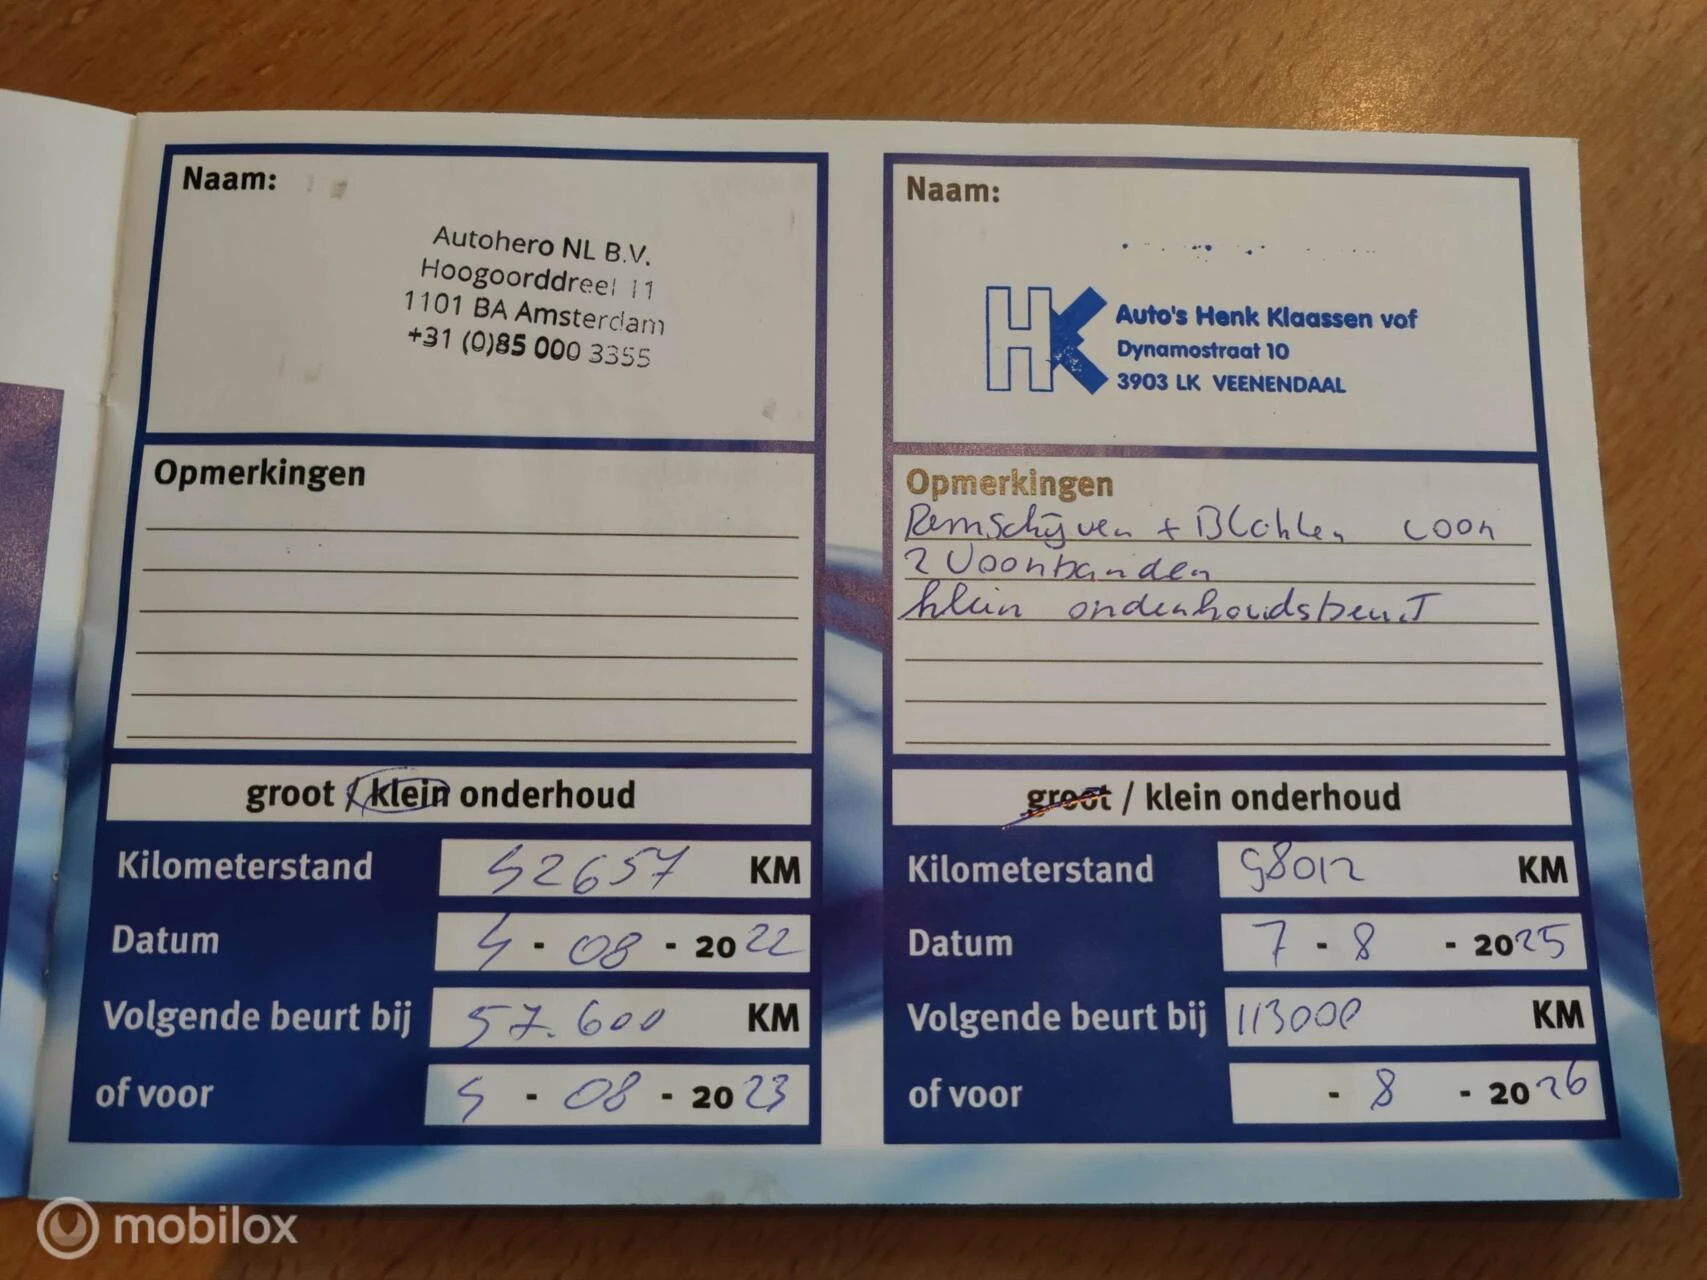 Naam:
Autohero NL B.V.
Hoogoorddreef 11
1101 BA Amsterdam
+31 (0)85 000 3355
Opmerkingen
groot / klein onderhoud
Kilometerstand 42657 KM
Datum 4 - 08 - 2022
Volgende beurt bij 57.600 KM
of voor 4 - 08 - 2023
Naam:
HK
Auto's Henk Klaassen vof
Dynamostraat 10
3903 LK VEENENDAAL
Opmerkingen
Remschijven + Blokken voor
2 Voorbanden
klein onderhoudsbeurt
groot / klein onderhoud
Kilometerstand 98012 KM
Datum 7 - 8 - 2025
Volgende beurt bij 113000 KM
of voor - 8 - 2026
mobilox